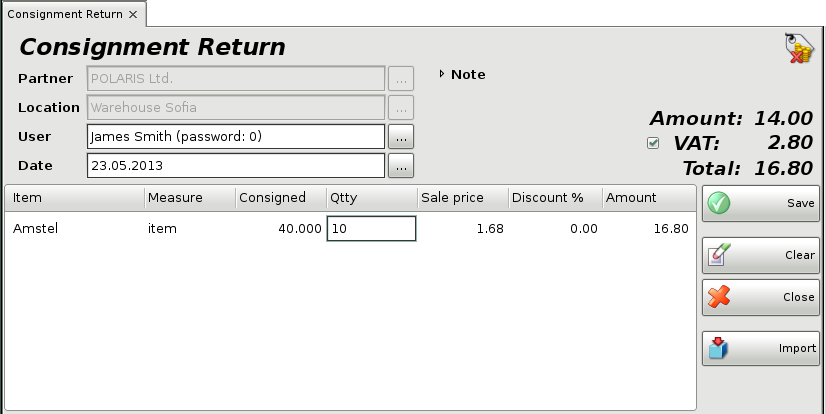 Consignment Return ×
Consignment Return
Partner POLARIS Ltd. ...
Note
Location Warehouse Sofia ...
User James Smith (password: 0) ...
Date 23.05.2013 ...
Amount: 14.00
VAT: 2.80
Total: 16.80
Item Measure Consigned Qtty Sale price Discount % Amount
Amstel item 40.000 10 1.68 0.00 16.80
Save
Clear
Close
Import